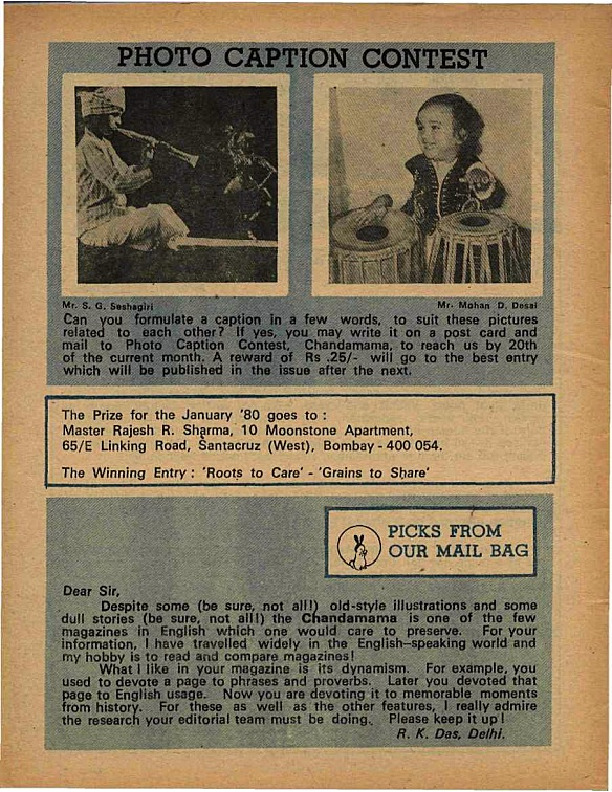 PHOTO CAPTION CONTEST
Mr. S. G. Seshagiri
Mr. Mohan D. Desai
Can you formulate a caption in a few words, to suit these pictures
related to each other? If yes, you may write it on a post card and
mail to Photo Caption Contest, Chandamama, to reach us by 20th
of the current month. A reward of Rs .25/- will go to the best entry
which will be published in the issue after the next.
The Prize for the January '80 goes to :
Master Rajesh R. Sharma, 10 Moonstone Apartment,
65/E Linking Road, Santacruz (West), Bombay - 400 054.
The Winning Entry : 'Roots to Care' - 'Grains to Share'
PICKS FROM
OUR MAIL BAG
Dear Sir,
Despite some (be sure, not all!) old-style illustrations and some
dull stories (be sure, not all!) the Chandamama is one of the few
magazines in English which one would care to preserve. For your
information, I have travelled widely in the English-speaking world and
my hobby is to read and compare magazines!
What I like in your magazine is its dynamism. For example, you
used to devote a page to phrases and proverbs. Later you devoted that
page to English usage. Now you are devoting it to memorable moments
from history. For these as well as the other features, I really admire
the research your editorial team must be doing. Please keep it up!
R. K. Das, Delhi.